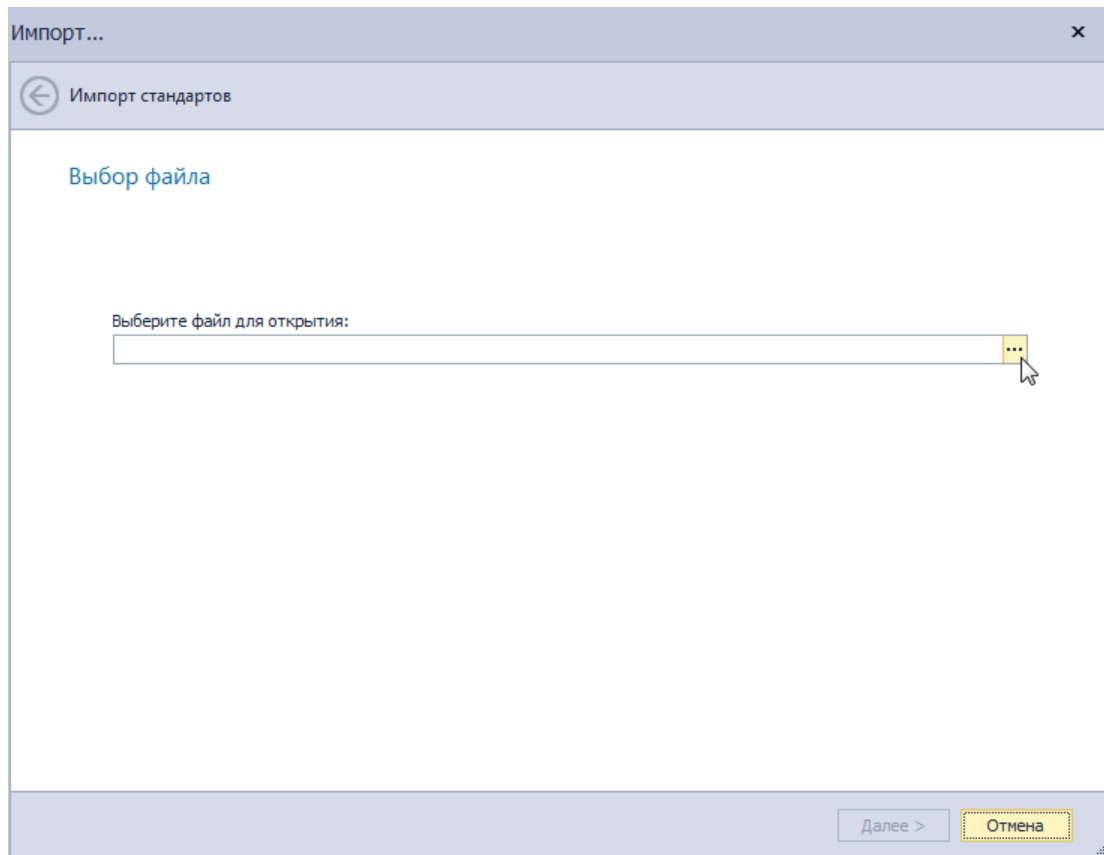 Импорт...
Импорт стандартов
Выбор файла
Выберите файл для открытия:
...
Далее >
Отмена